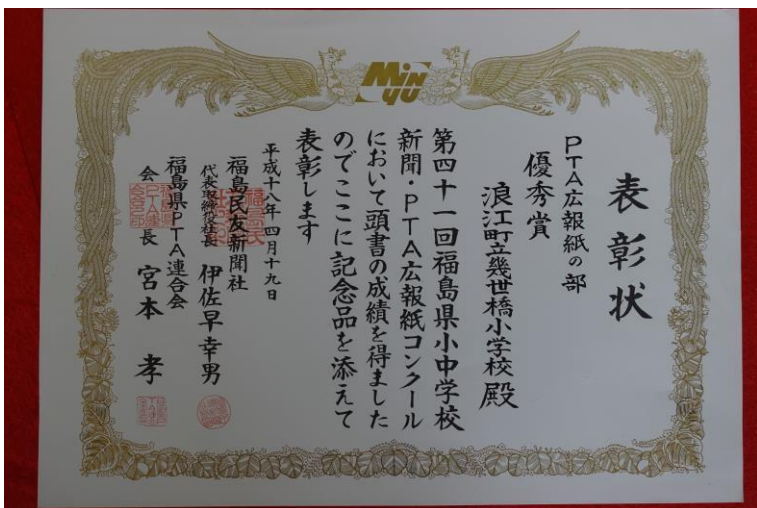 MiN
yu
表彰状
PTA広報紙の部
優秀賞
浪江町立幾世橋小学校 殿
第四十一回福島県小中学校
新聞・PTA広報紙コンクール
において頭書の成績を得ました
のでここに記念品を添えて
表彰します
平成十八年四月十九日
福島民友新聞社
代表取締役社長 伊佐早幸男
福島県PTA連合会
会長 宮本 孝